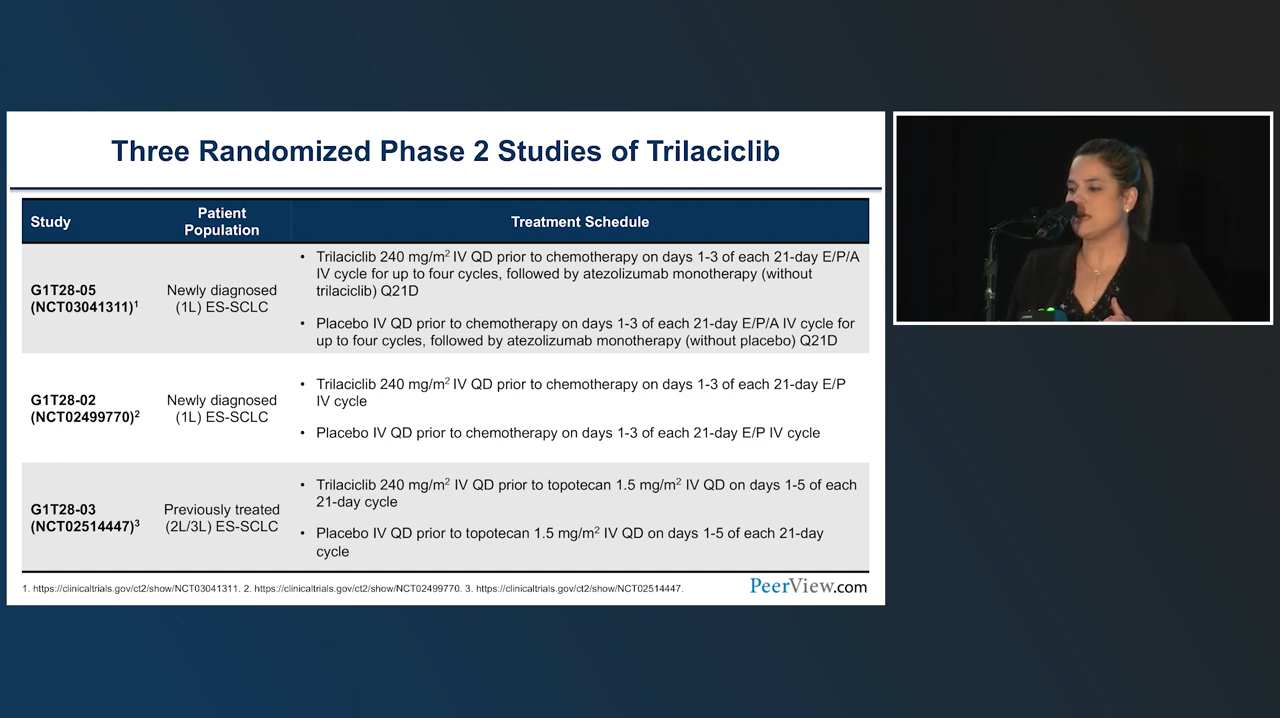 Three Randomized Phase 2 Studies of Trilaciclib
Study
Patient
Population
Treatment Schedule
G1T28-05
(NCT03041311)1
Newly diagnosed
(1L) ES-SCLC
• Trilaciclib 240 mg/m2 IV QD prior to chemotherapy on days 1-3 of each 21-day E/P/A
IV cycle for up to four cycles, followed by atezolizumab monotherapy (without
trilaciclib) Q21D
• Placebo IV QD prior to chemotherapy on days 1-3 of each 21-day E/P/A IV cycle for
up to four cycles, followed by atezolizumab monotherapy (without placebo) Q21D
G1T28-02
(NCT02499770)2
Newly diagnosed
(1L) ES-SCLC
• Trilaciclib 240 mg/m2 IV QD prior to chemotherapy on days 1-3 of each 21-day E/P
IV cycle
• Placebo IV QD prior to chemotherapy on days 1-3 of each 21-day E/P IV cycle
G1T28-03
(NCT02514447)3
Previously treated
(2L/3L) ES-SCLC
• Trilaciclib 240 mg/m2 IV QD prior to topotecan 1.5 mg/m2 IV QD on days 1-5 of each
21-day cycle
• Placebo IV QD prior to topotecan 1.5 mg/m2 IV QD on days 1-5 of each 21-day
cycle
1. https://clinicaltrials.gov/ct2/show/NCT03041311. 2. https://clinicaltrials.gov/ct2/show/NCT02499770. 3. https://clinicaltrials.gov/ct2/show/NCT02514447.
PeerView.com